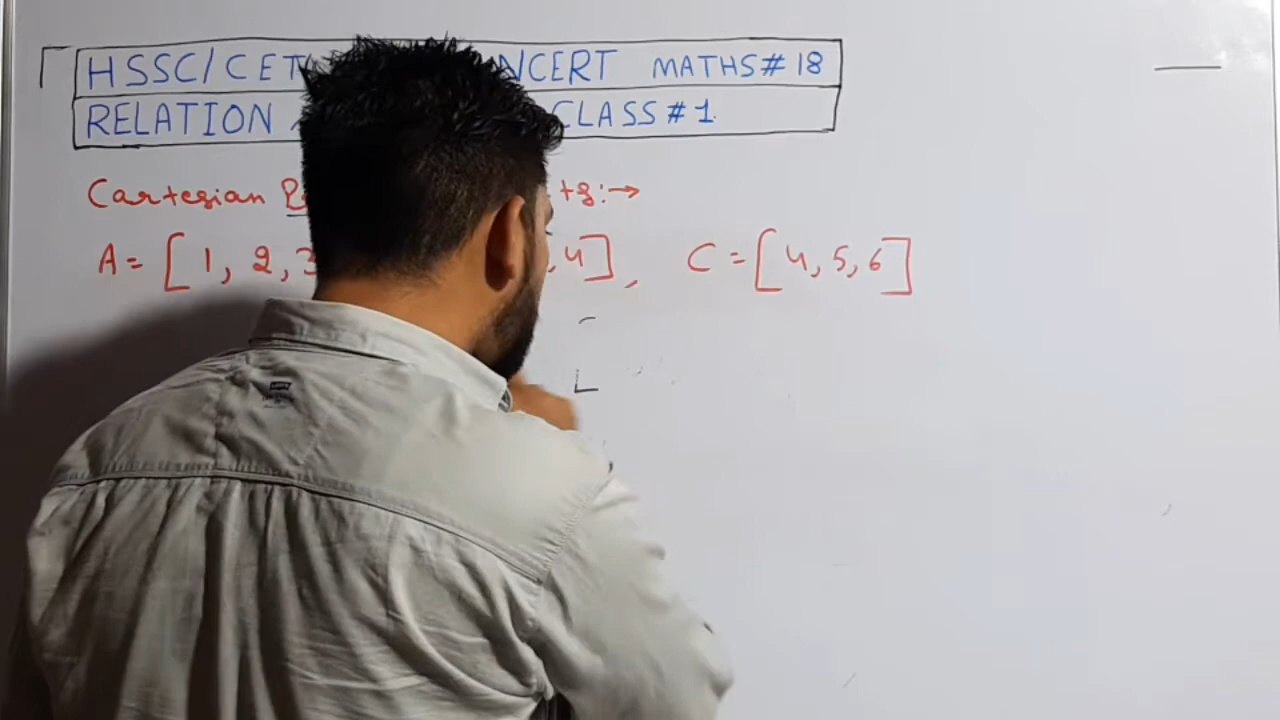 HSSC/CET NCERT MATHS #18
RELATION CLASS #1
Cartesian
A = [1, 2, 3 , 4], C = [4, 5, 6]